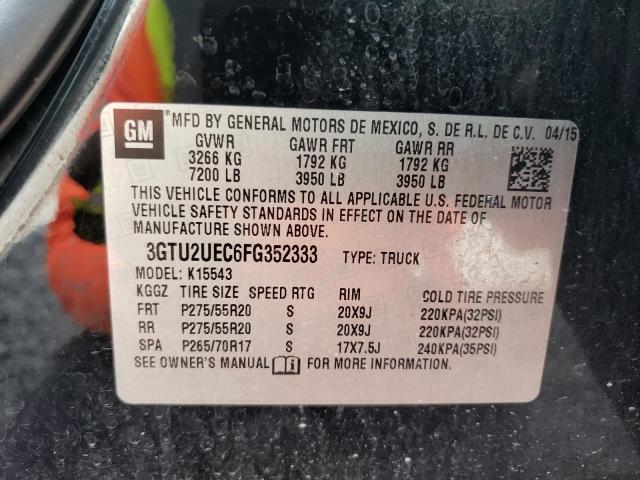 GM ®MFD BY GENERAL MOTORS DE MEXICO, S. DE R.L. DE C.V. 04/15
GVWR GAWR FRT GAWR RR
3266 KG 1792 KG 1792 KG
7200 LB 3950 LB 3950 LB
THIS VEHICLE CONFORMS TO ALL APPLICABLE U.S. FEDERAL MOTOR
VEHICLE SAFETY STANDARDS IN EFFECT ON THE DATE OF
MANUFACTURE SHOWN ABOVE.
3GTU2UEC6FG352333 TYPE: TRUCK
MODEL: K15543
KGGZ TIRE SIZE SPEED RTG RIM COLD TIRE PRESSURE
FRT P275/55R20 S 20X9J 220KPA(32PSI)
RR P275/55R20 S 20X9J 220KPA(32PSI)
SPA P265/70R17 S 17X7.5J 240KPA(35PSI)
SEE OWNER'S MANUAL FOR MORE INFORMATION.